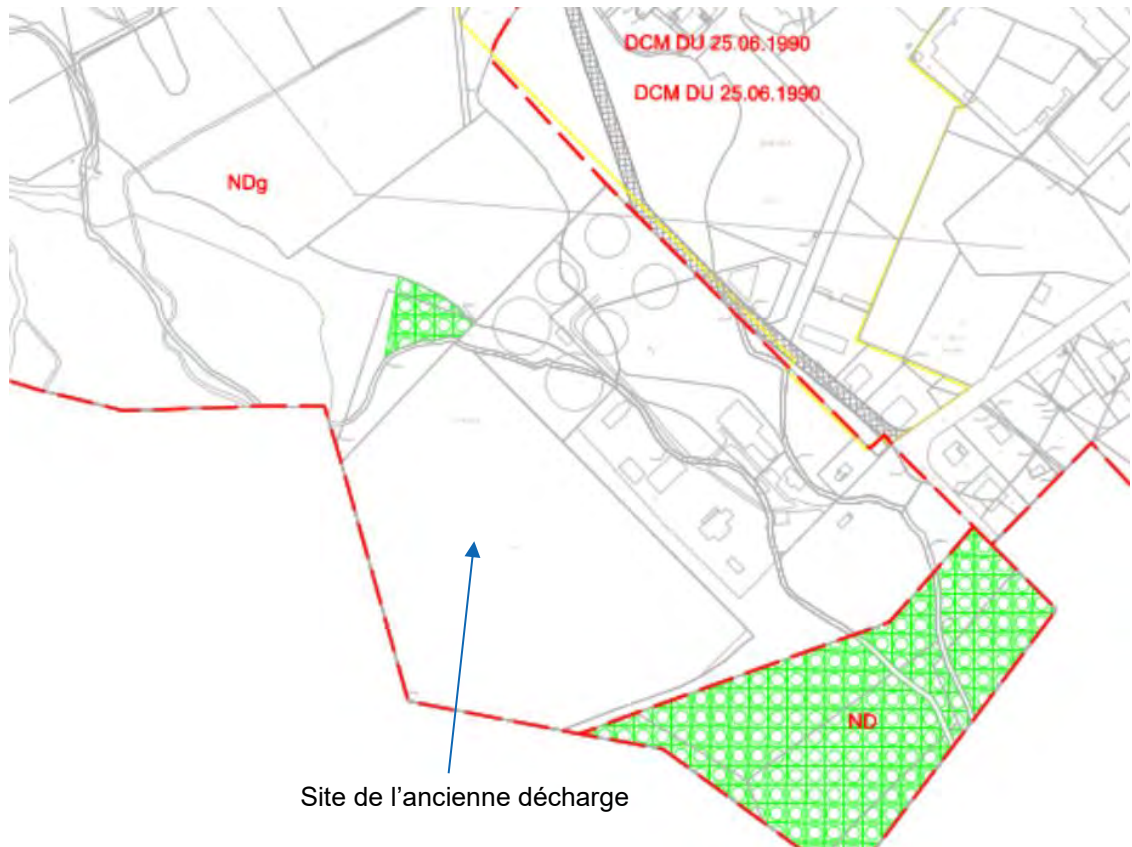 DCM DU 25.06.1990
DCM DU 25.06.1990
NDg
ND
Site de l’ancienne décharge